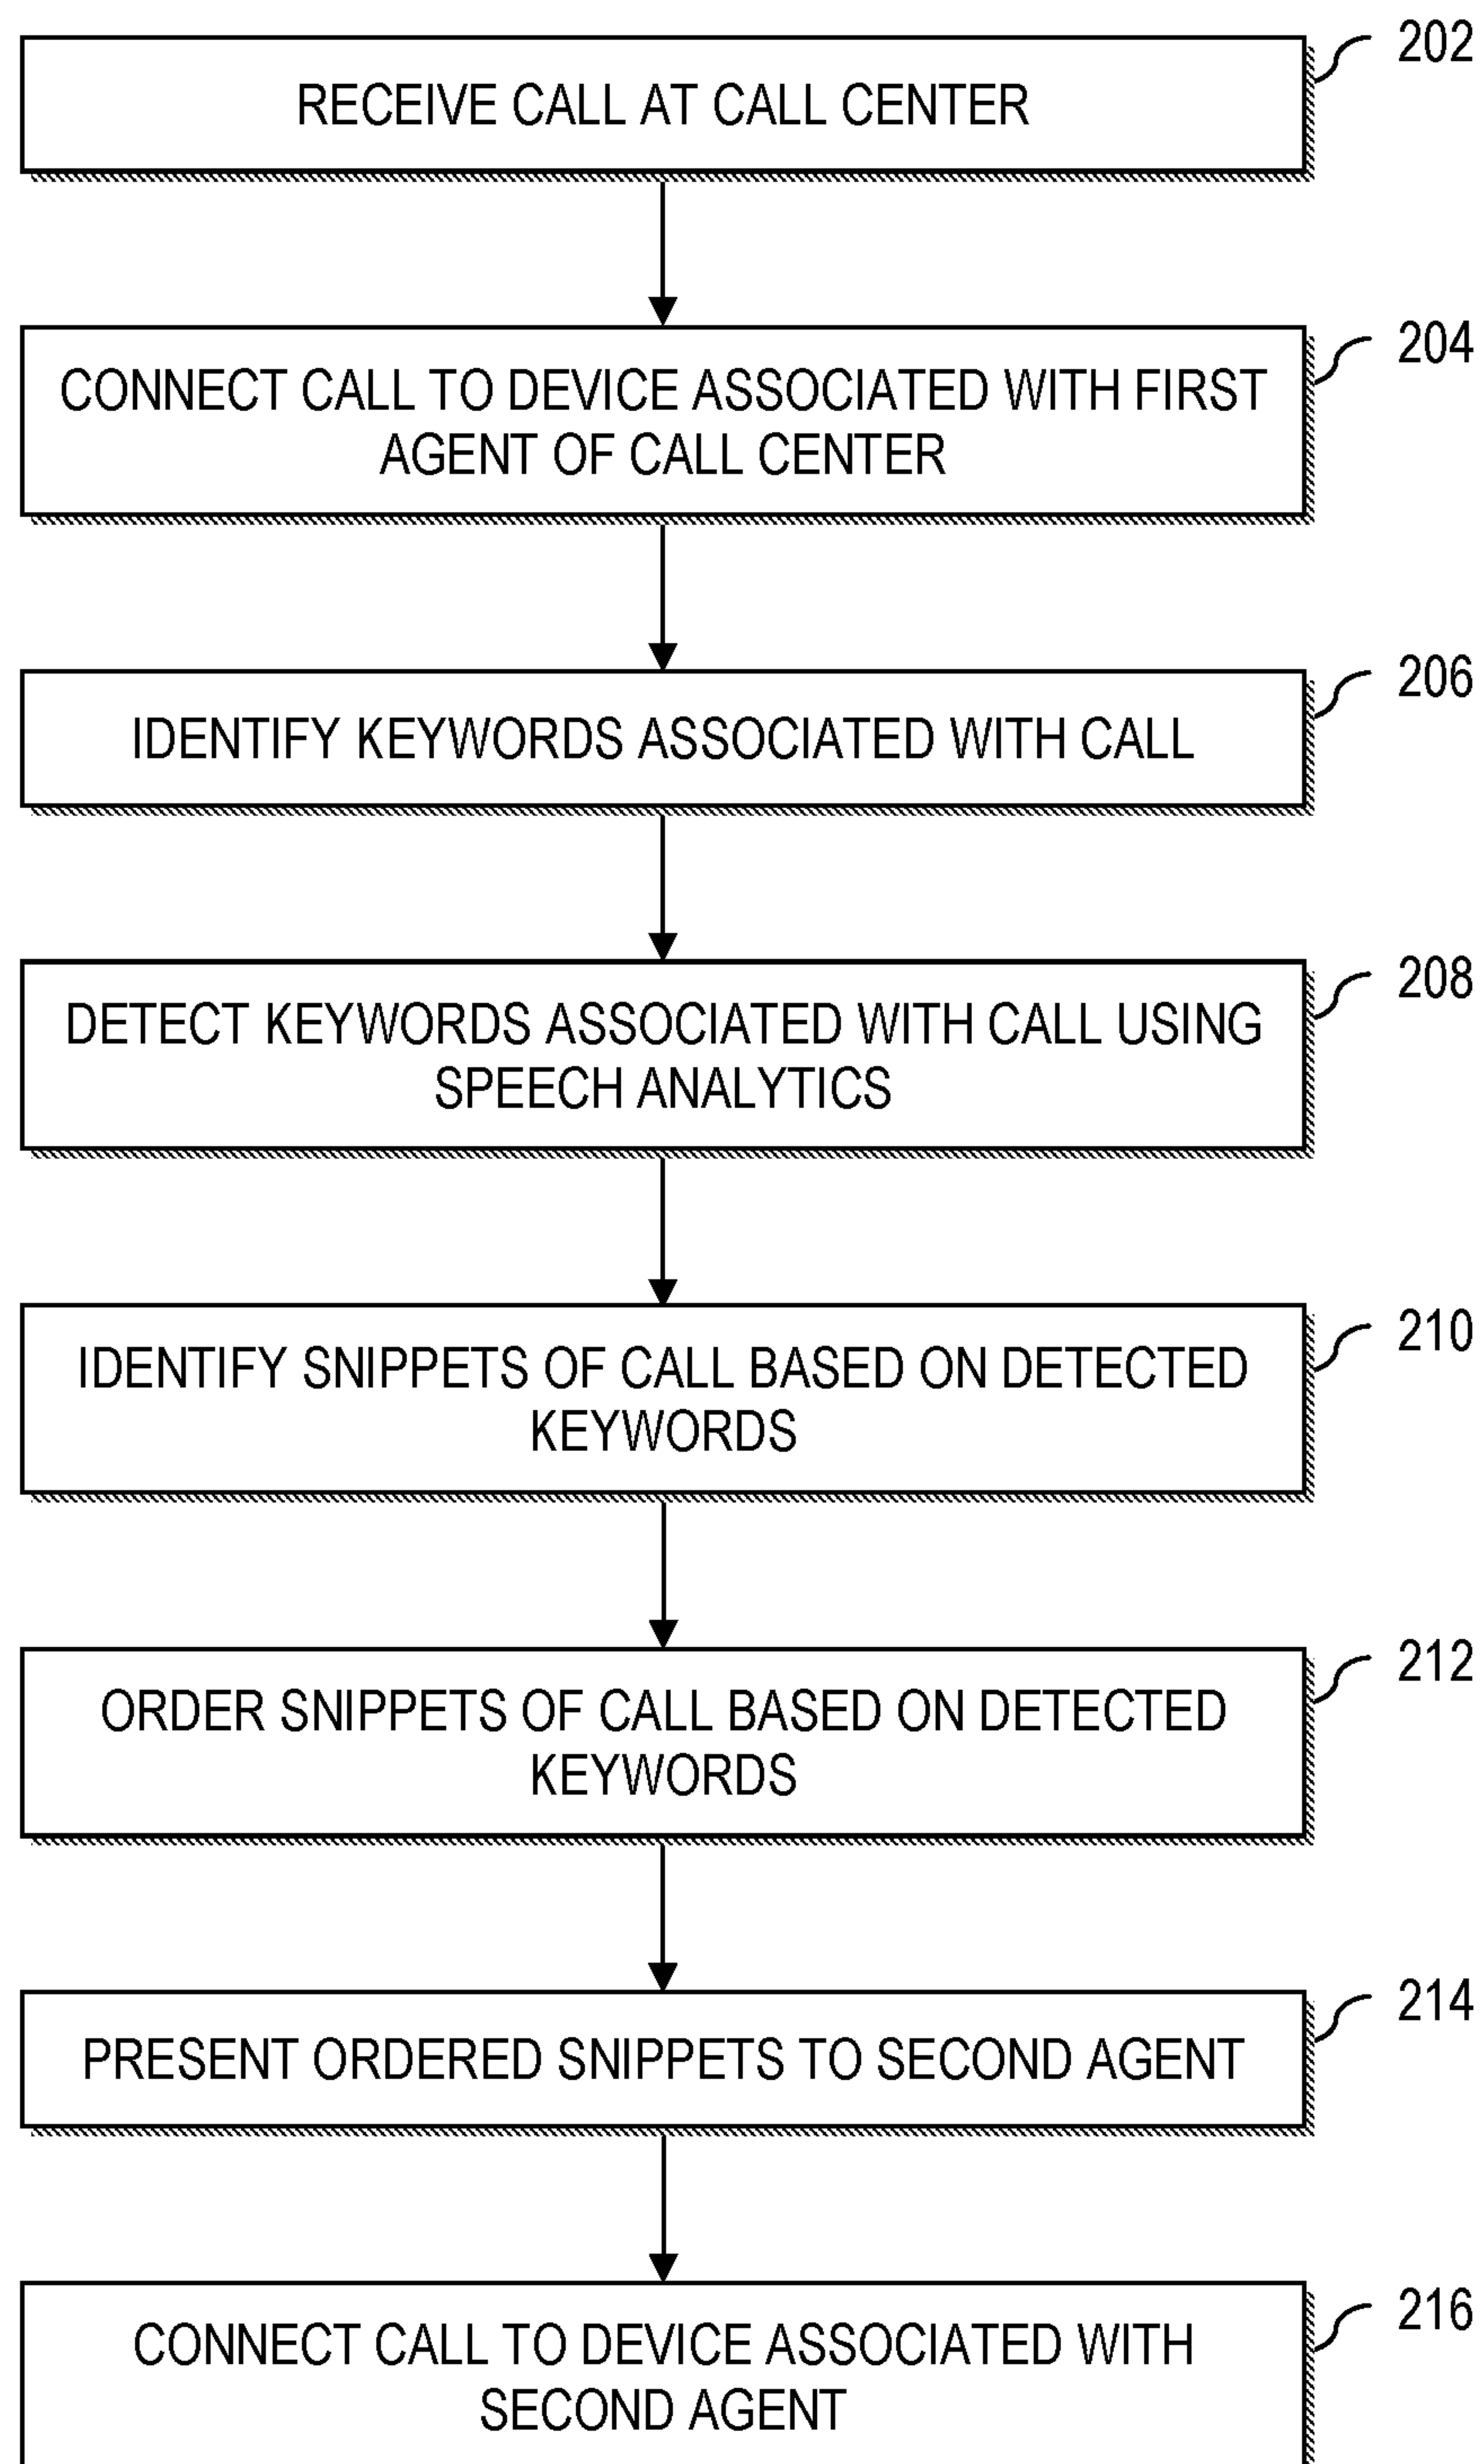 202
RECEIVE CALL AT CALL CENTER
204
CONNECT CALL TO DEVICE ASSOCIATED WITH FIRST
AGENT OF CALL CENTER
206
IDENTIFY KEYWORDS ASSOCIATED WITH CALL
208
DETECT KEYWORDS ASSOCIATED WITH CALL USING
SPEECH ANALYTICS
210
IDENTIFY SNIPPETS OF CALL BASED ON DETECTED
KEYWORDS
212
ORDER SNIPPETS OF CALL BASED ON DETECTED
KEYWORDS
214
PRESENT ORDERED SNIPPETS TO SECOND AGENT
216
CONNECT CALL TO DEVICE ASSOCIATED WITH
SECOND AGENT